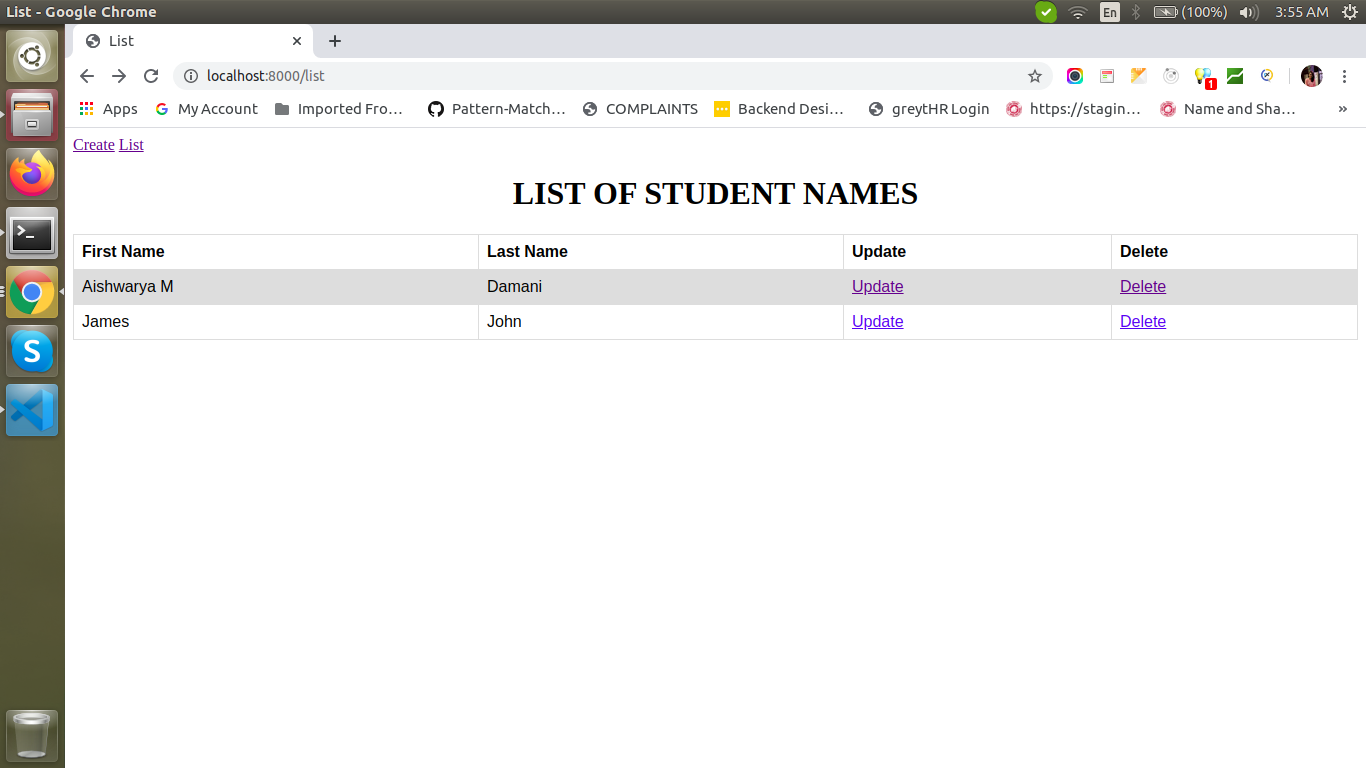 List - Google Chrome En (100%) 3:55 AM
List
localhost:8000/list
1
Apps G My Account Imported Fro... Pattern-Match... COMPLAINTS Backend Desi... greytHR Login https://stagin... Name and Sha... »
Create List
LIST OF STUDENT NAMES
First Name Last Name Update Delete
Aishwarya M Damani Update Delete
James John Update Delete